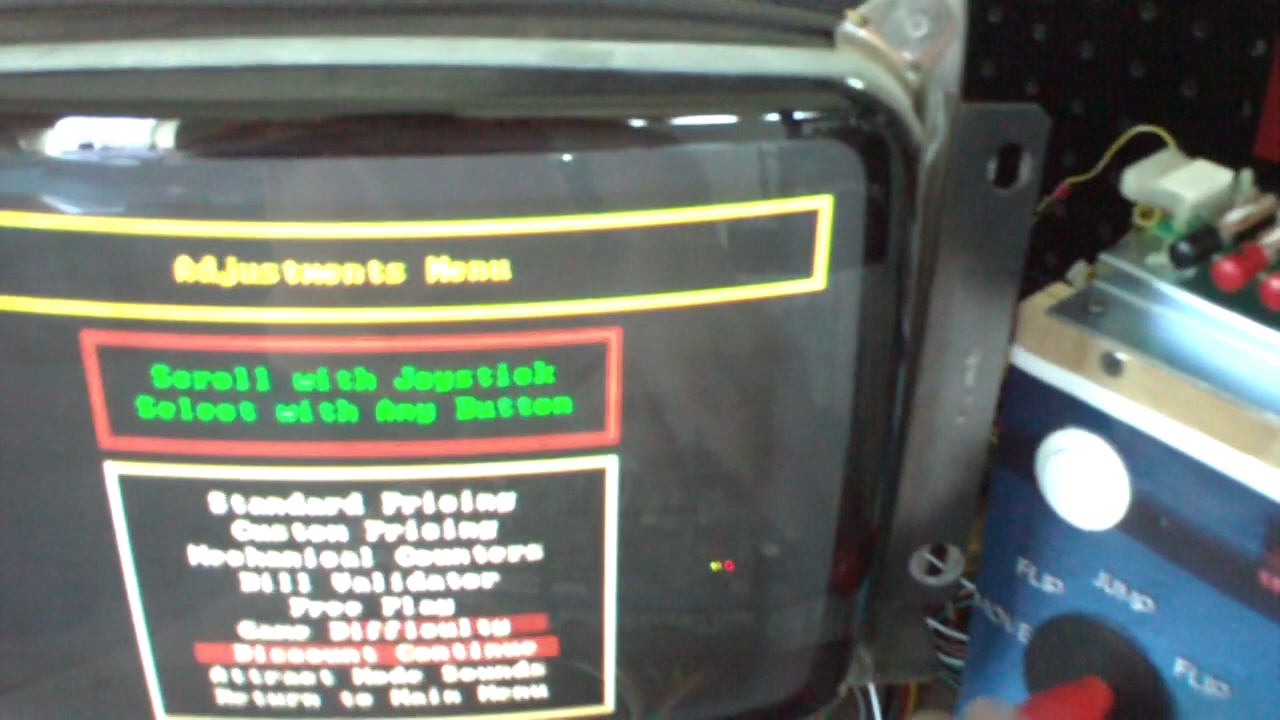 Adjustments Menu
Scroll with Joystick
Select with Any Button
Standard Pricing
Custom Pricing
Mechanical Counters
Bill Validator
Free Play
Game Difficulty
Discount Continue
Attract Mode Sounds
Return to Main Menu
FLIP
JUMP
FLIP